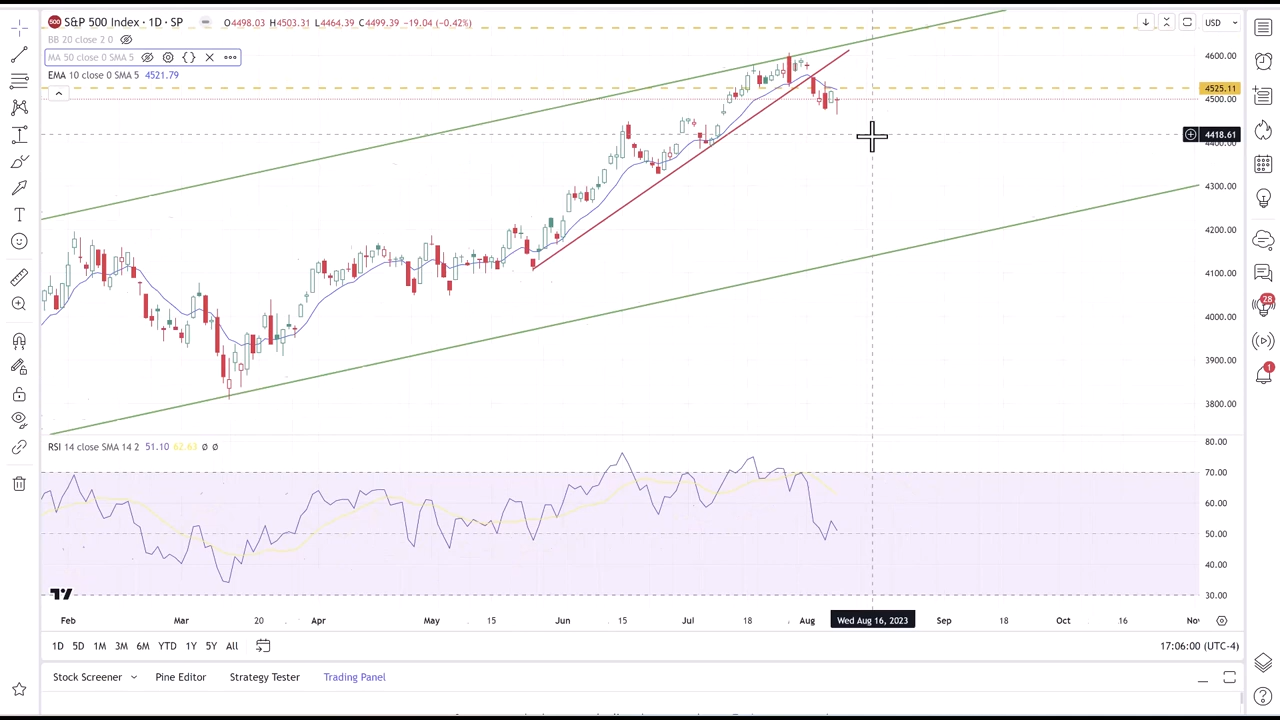 500 S&P 500 Index · 1D · SP O4498.03 H4503.31 L4464.39 C4499.39 −19.04 (−0.42%) USD
BB 20 close 2 0
MA 50 close 0 SMA 5
EMA 10 close 0 SMA 5 4521.79
4600.00
4525.11
4500.00
4418.61
4400.00
4300.00
4200.00
4100.00
4000.00
3900.00
3800.00
RSI 14 close SMA 14 2 51.10 62.63 Ø Ø
80.00
70.00
60.00
50.00
40.00
30.00
28
1
Feb Mar 20 Apr May 15 Jun 15 Jul 18 Aug Wed Aug 16, 2023 Sep 18 Oct 16 Nov
1D 5D 1M 3M 6M YTD 1Y 5Y All 17:06:00 (UTC-4)
Stock Screener Pine Editor Strategy Tester Trading Panel